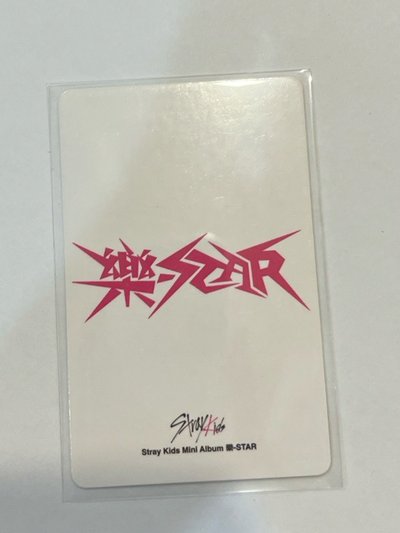 樂-STAR
Stray Kids
Stray Kids Mini Album 樂-STAR